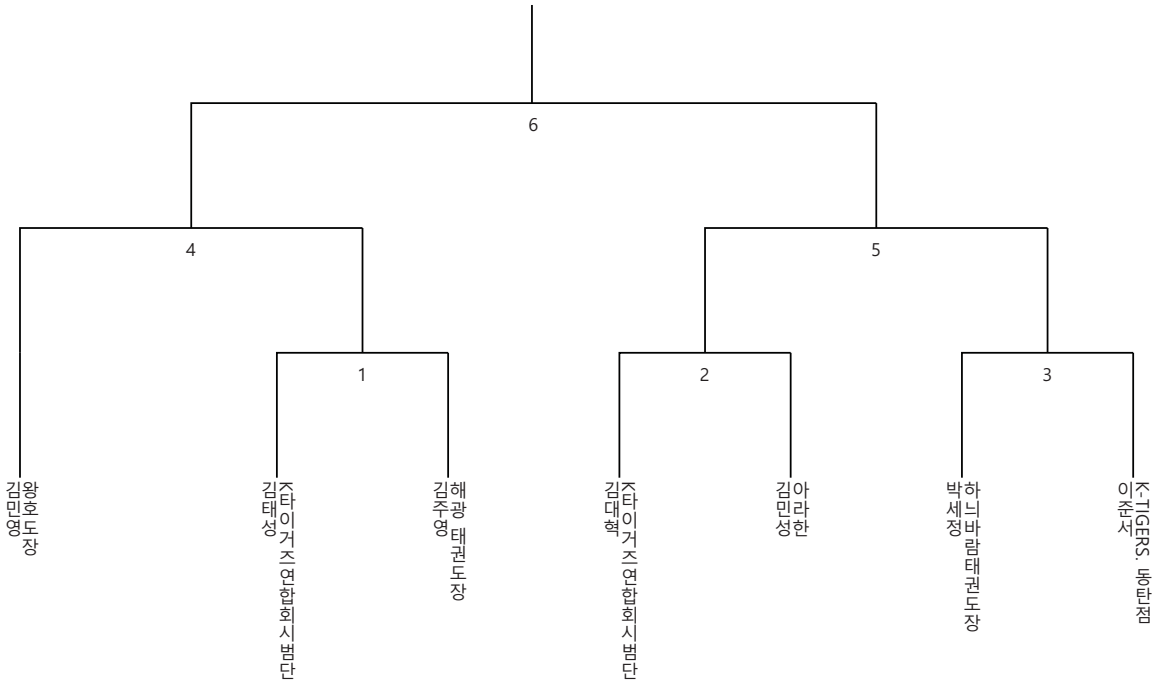 6
4
5
1
2
3
김민영
왕호도장
김태성
K타이거즈연합회시범단
김주영
해광 태권도장
김대혁
K타이거즈연합회시범단
김민성
아라한
박세정
하늬바람태권도장
이준서
K-TIGERS. 동탄점